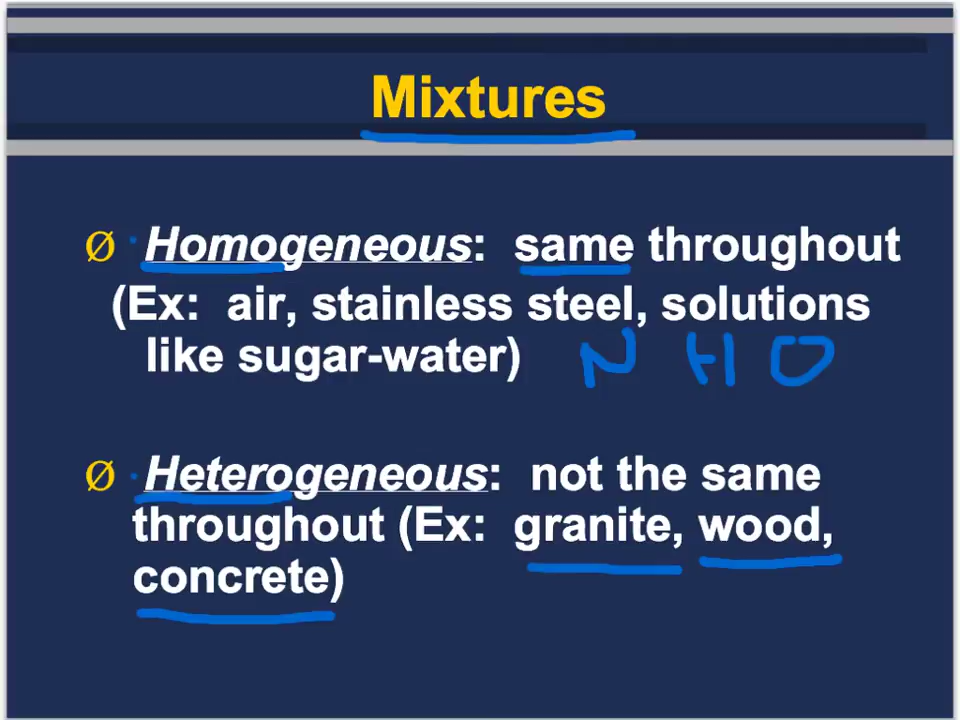 Mixtures
Ø Homogeneous: same throughout
(Ex: air, stainless steel, solutions
like sugar-water)
N H O
Ø Heterogeneous: not the same
throughout (Ex: granite, wood,
concrete)